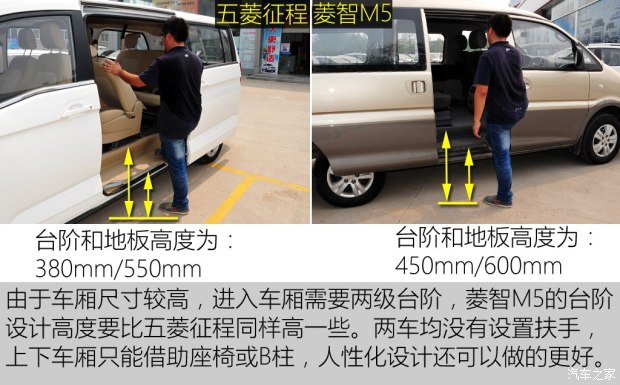 五菱征程 菱智M5
台阶和地板高度为：
380mm/550mm
台阶和地板高度为：
450mm/600mm
由于车厢尺寸较高，进入车厢需要两级台阶，菱智M5的台阶
设计高度要比五菱征程同样高一些。两车均没有设置扶手，
上下车厢只能借助座椅或B柱，人性化设计还可以做的更好。
汽车之家